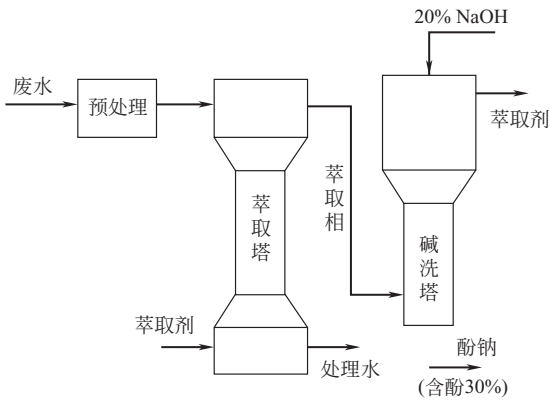 20% NaOH
废水
预处理
萃取剂
萃取相
萃取塔
碱洗塔
萃取剂
处理水
酚钠
(含酚30%)